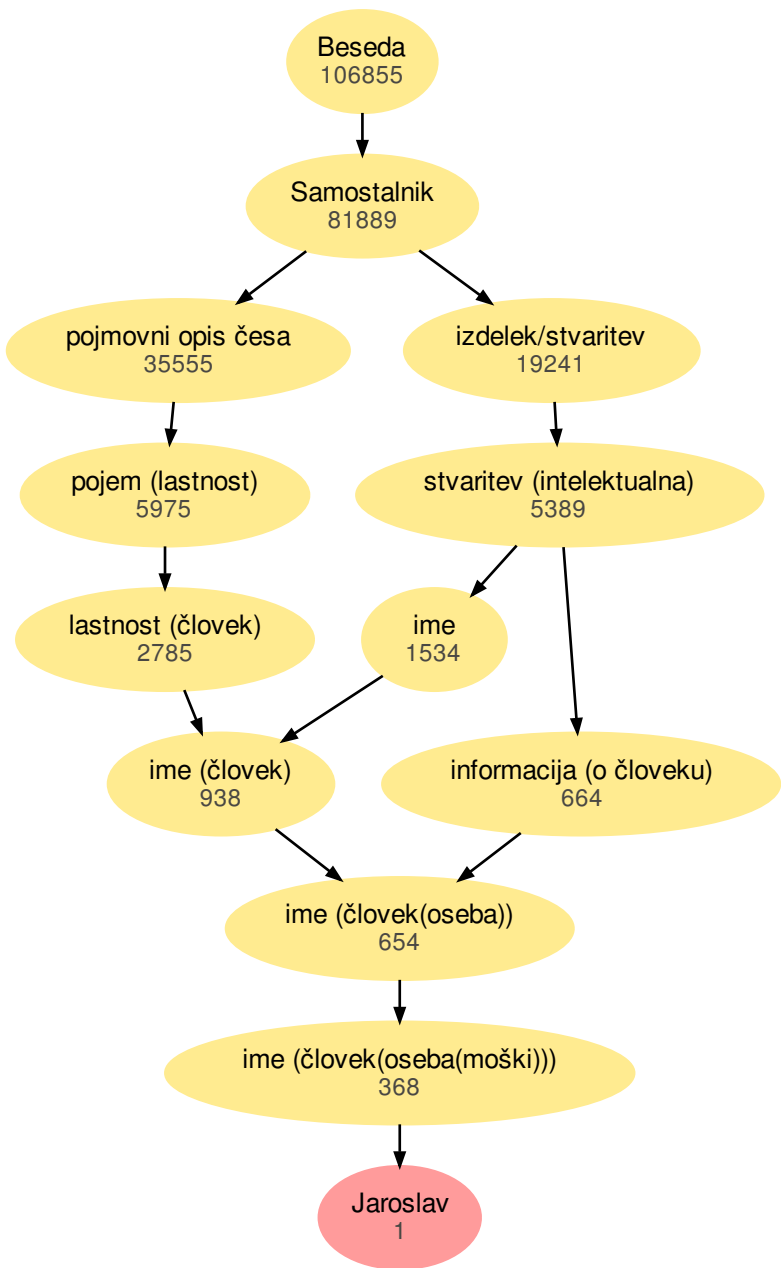 Beseda
106855
Samostalnik
81889
pojmovni opis česa
35555
izdelek/stvaritev
19241
pojem (lastnost)
5975
stvaritev (intelektualna)
5389
lastnost (človek)
2785
ime
1534
ime (človek)
938
informacija (o človeku)
664
ime (človek(oseba))
654
ime (človek(oseba(moški)))
368
Jaroslav
1